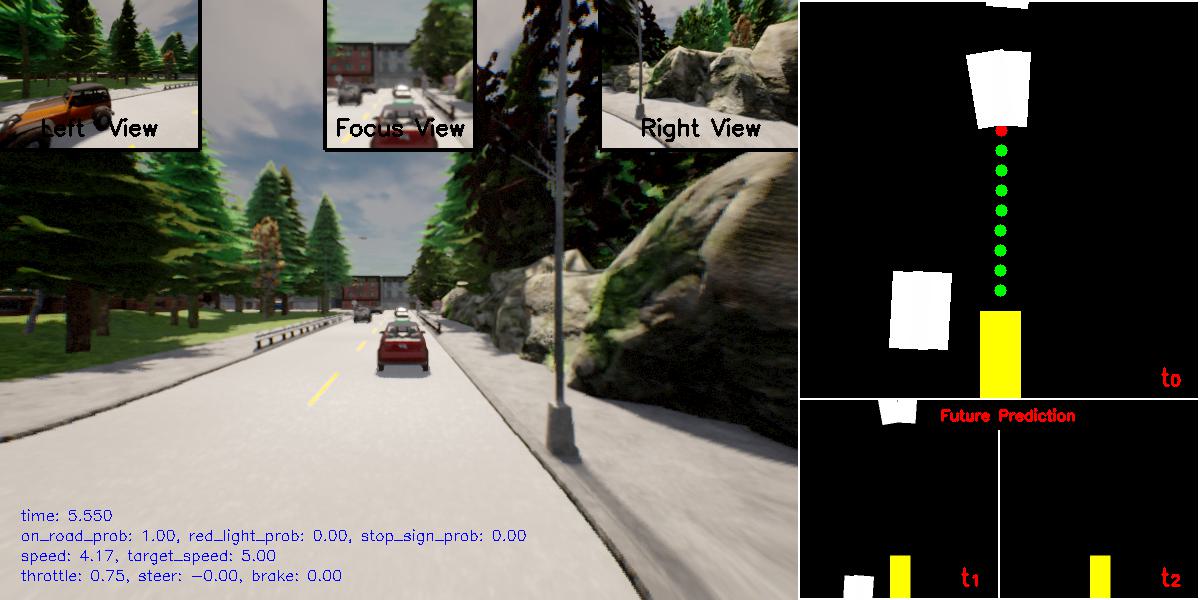 Left View
Focus View
Right View
t0
Future Prediction
t1
t2
time: 5.550
on_road_prob: 1.00, red_light_prob: 0.00, stop_sign_prob: 0.00
speed: 4.17, target_speed: 5.00
throttle: 0.75, steer: -0.00, brake: 0.00